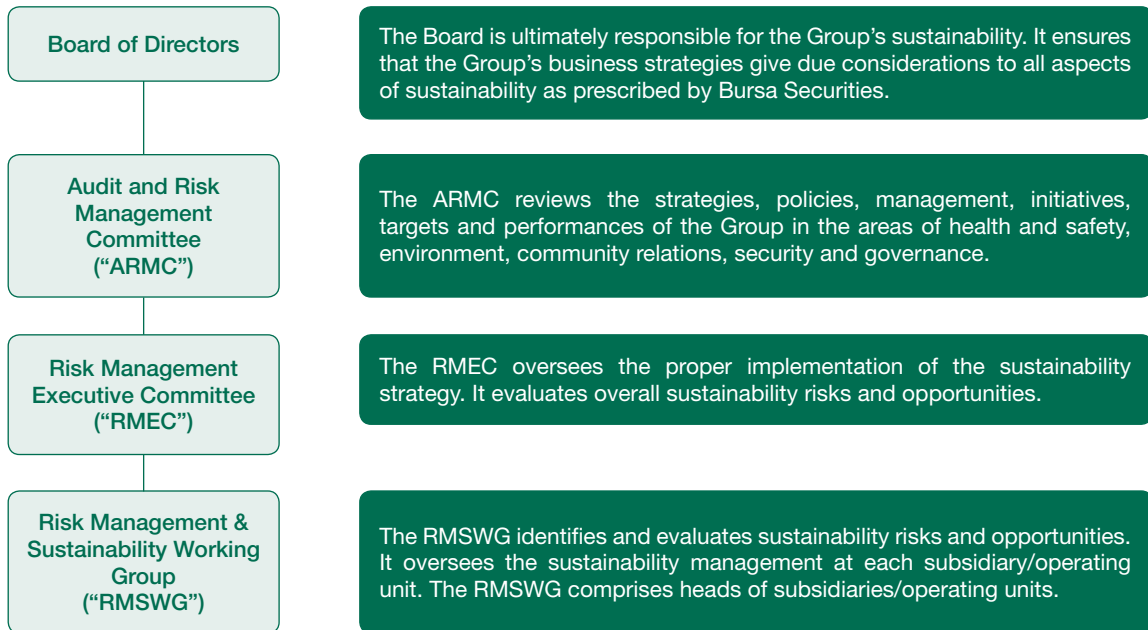 Board of Directors
The Board is ultimately responsible for the Group’s sustainability. It ensures
that the Group’s business strategies give due considerations to all aspects
of sustainability as prescribed by Bursa Securities.
Audit and Risk
Management
Committee
(“ARMC”)
The ARMC reviews the strategies, policies, management, initiatives,
targets and performances of the Group in the areas of health and safety,
environment, community relations, security and governance.
Risk Management
Executive Committee
(“RMEC”)
The RMEC oversees the proper implementation of the sustainability
strategy. It evaluates overall sustainability risks and opportunities.
Risk Management &
Sustainability Working
Group
(“RMSWG”)
The RMSWG identifies and evaluates sustainability risks and opportunities.
It oversees the sustainability management at each subsidiary/operating
unit. The RMSWG comprises heads of subsidiaries/operating units.